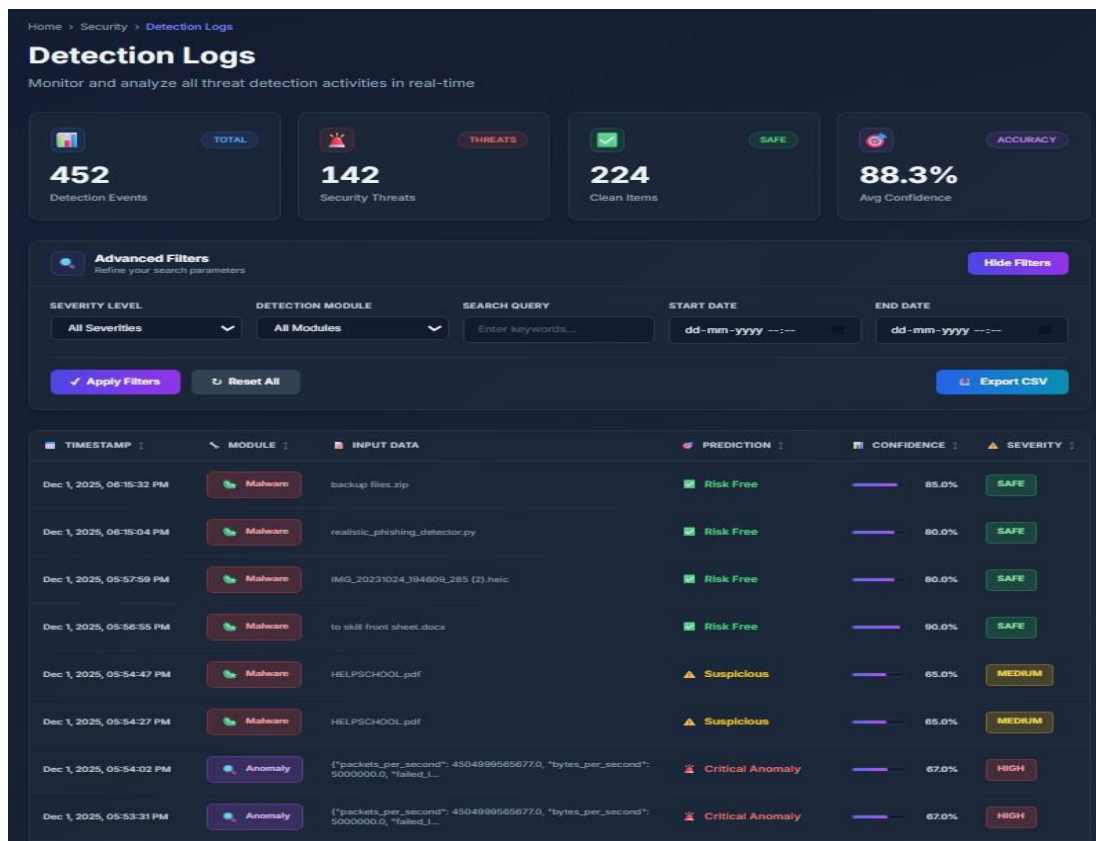 Home › Security › Detection Logs
Detection Logs
Monitor and analyze all threat detection activities in real-time
TOTAL
452
Detection Events
THREATS
142
Security Threats
SAFE
224
Clean Items
ACCURACY
88.3%
Avg Confidence
Advanced Filters
Refine your search parameters
Hide Filters
SEVERITY LEVEL DETECTION MODULE SEARCH QUERY START DATE END DATE
All Severities All Modules Enter keywords... dd-mm-yyyy --:-- dd-mm-yyyy --:--
✓ Apply Filters ↻ Reset All Export CSV
TIMESTAMP MODULE INPUT DATA PREDICTION CONFIDENCE SEVERITY
Dec 1, 2025, 06:15:32 PM Malware backup files.zip Risk Free 85.0% SAFE
Dec 1, 2025, 06:15:04 PM Malware realistic_phishing_detector.py Risk Free 80.0% SAFE
Dec 1, 2025, 05:57:59 PM Malware IMG_20231024_194609_285 (2).heic Risk Free 80.0% SAFE
Dec 1, 2025, 05:56:55 PM Malware to skill front sheet.docx Risk Free 90.0% SAFE
Dec 1, 2025, 05:54:47 PM Malware HELPSCHOOL.pdf Suspicious 65.0% MEDIUM
Dec 1, 2025, 05:54:27 PM Malware HELPSCHOOL.pdf Suspicious 65.0% MEDIUM
Dec 1, 2025, 05:54:02 PM Anomaly {"packets_per_second": 4504999565677.0, "bytes_per_second": Critical Anomaly 67.0% HIGH
5000000.0, "failed_l...
Dec 1, 2025, 05:53:31 PM Anomaly {"packets_per_second": 4504999565677.0, "bytes_per_second": Critical Anomaly 67.0% HIGH
5000000.0, "failed_l...